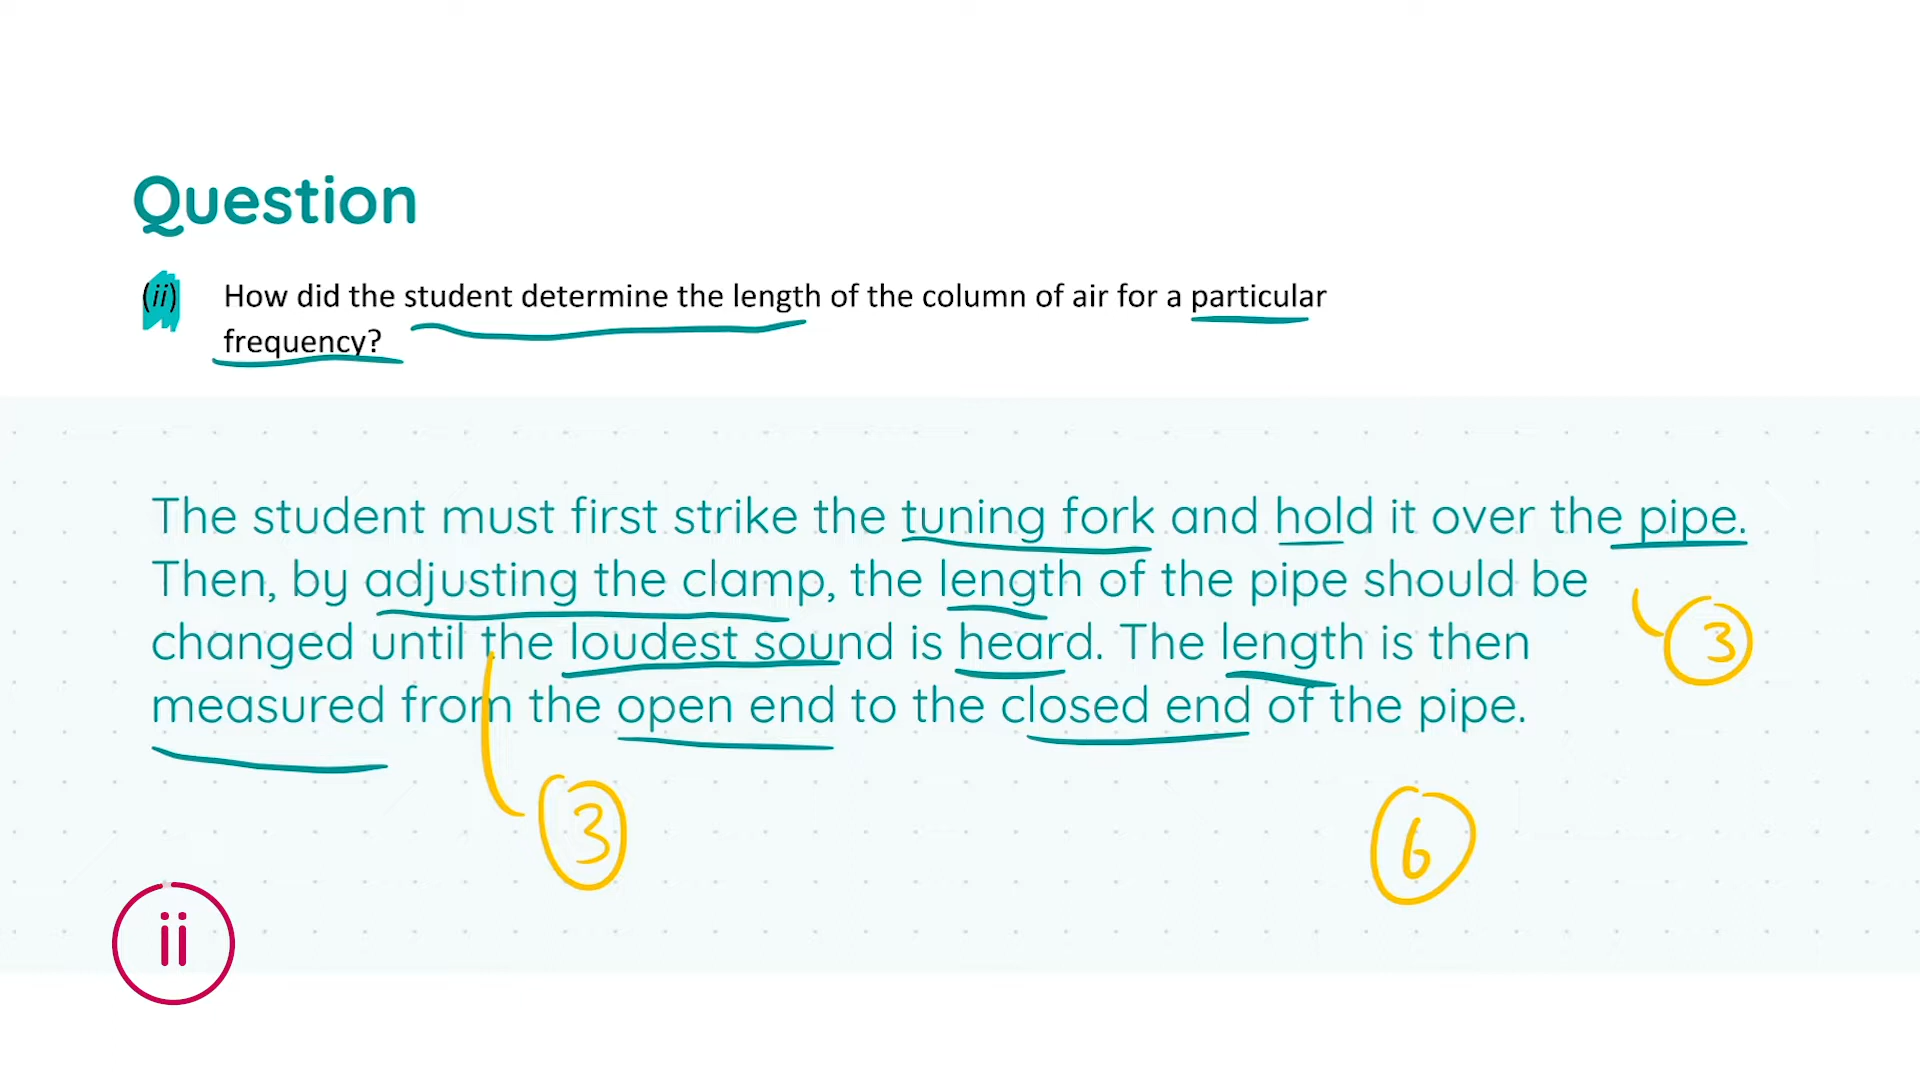 Question
(ii) How did the student determine the length of the column of air for a particular
frequency?
The student must first strike the tuning fork and hold it over the pipe.
Then, by adjusting the clamp, the length of the pipe should be
changed until the loudest sound is heard. The length is then
measured from the open end to the closed end of the pipe.
3
3
6
ii